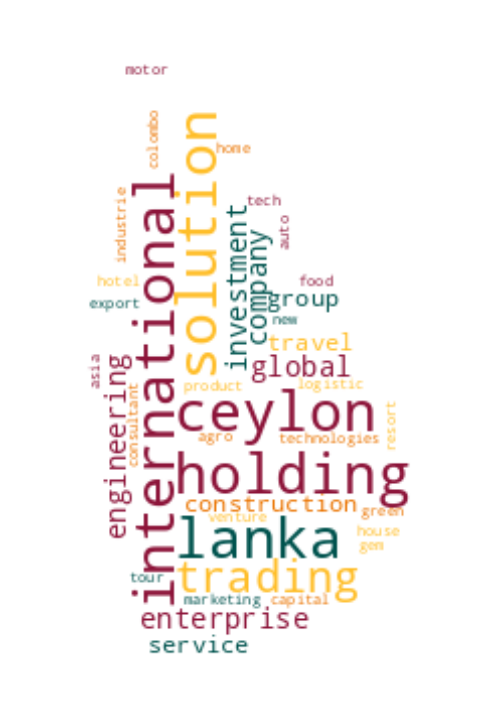 motor
colombo
solution
home
international
industrie
tech
investment
auto
company
hotel
food
export
group
new
travel
asia
engineering
global
product
logistic
consultant
ceylon
resort
agro
technologies
holding
construction
green
venture
lanka
house
gem
tour
trading
marketing
capital
enterprise
service